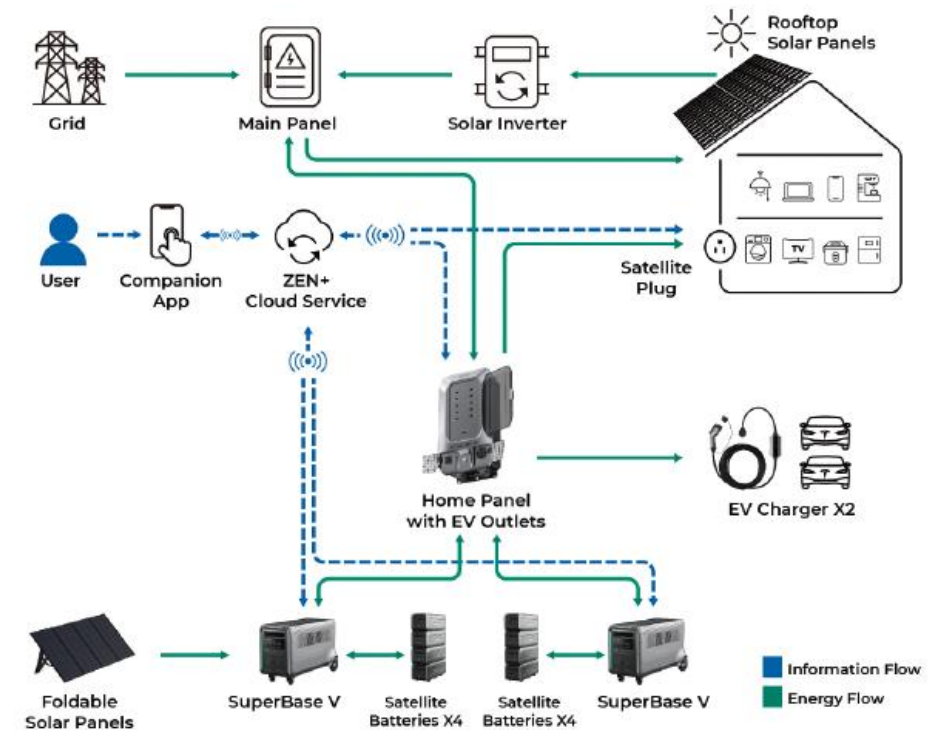 Rooftop
Solar Panels
Grid
Main Panel
Solar Inverter
User
Companion
App
ZEN+
Cloud Service
Satellite
Plug
TV
Home Panel
with EV Outlets
EV Charger X2
Foldable
Solar Panels
SuperBase V
Satellite
Batteries X4
Satellite
Batteries X4
SuperBase V
Information Flow
Energy Flow